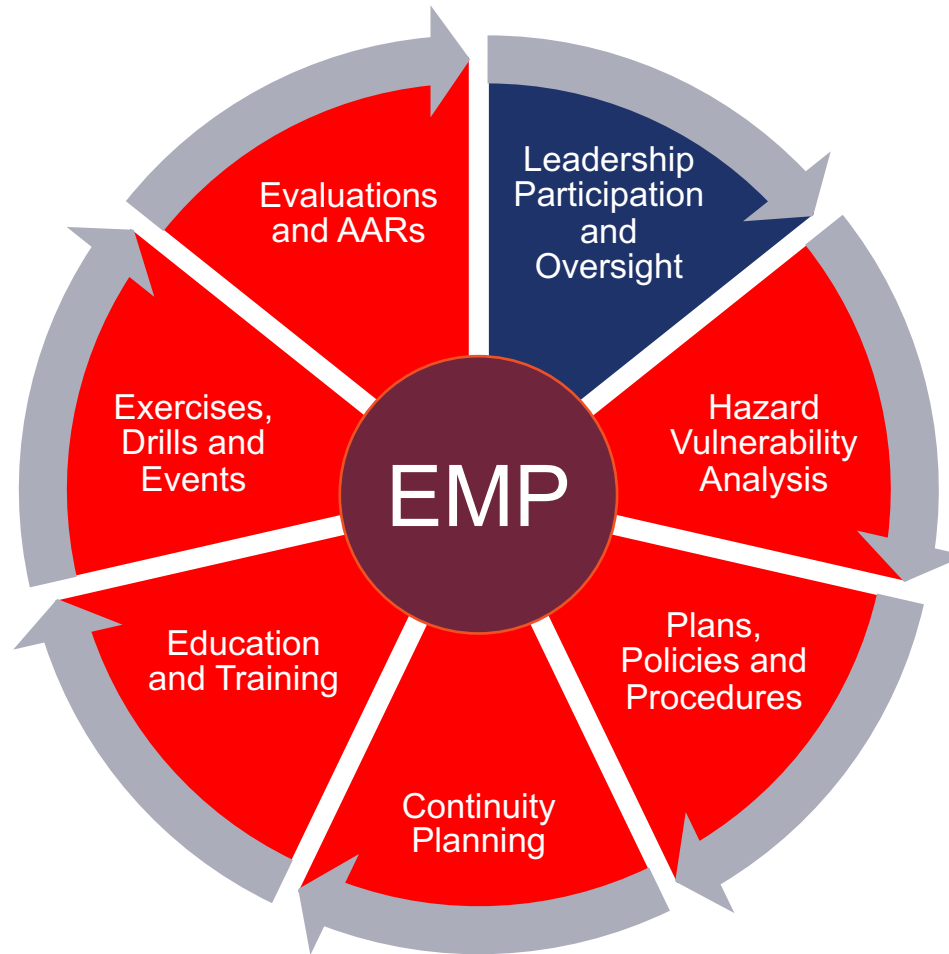 Leadership
Participation
and
Oversight
Hazard
Vulnerability
Analysis
Plans,
Policies and
Procedures
Continuity
Planning
Education
and Training
Exercises,
Drills and
Events
Evaluations
and AARs
EMP